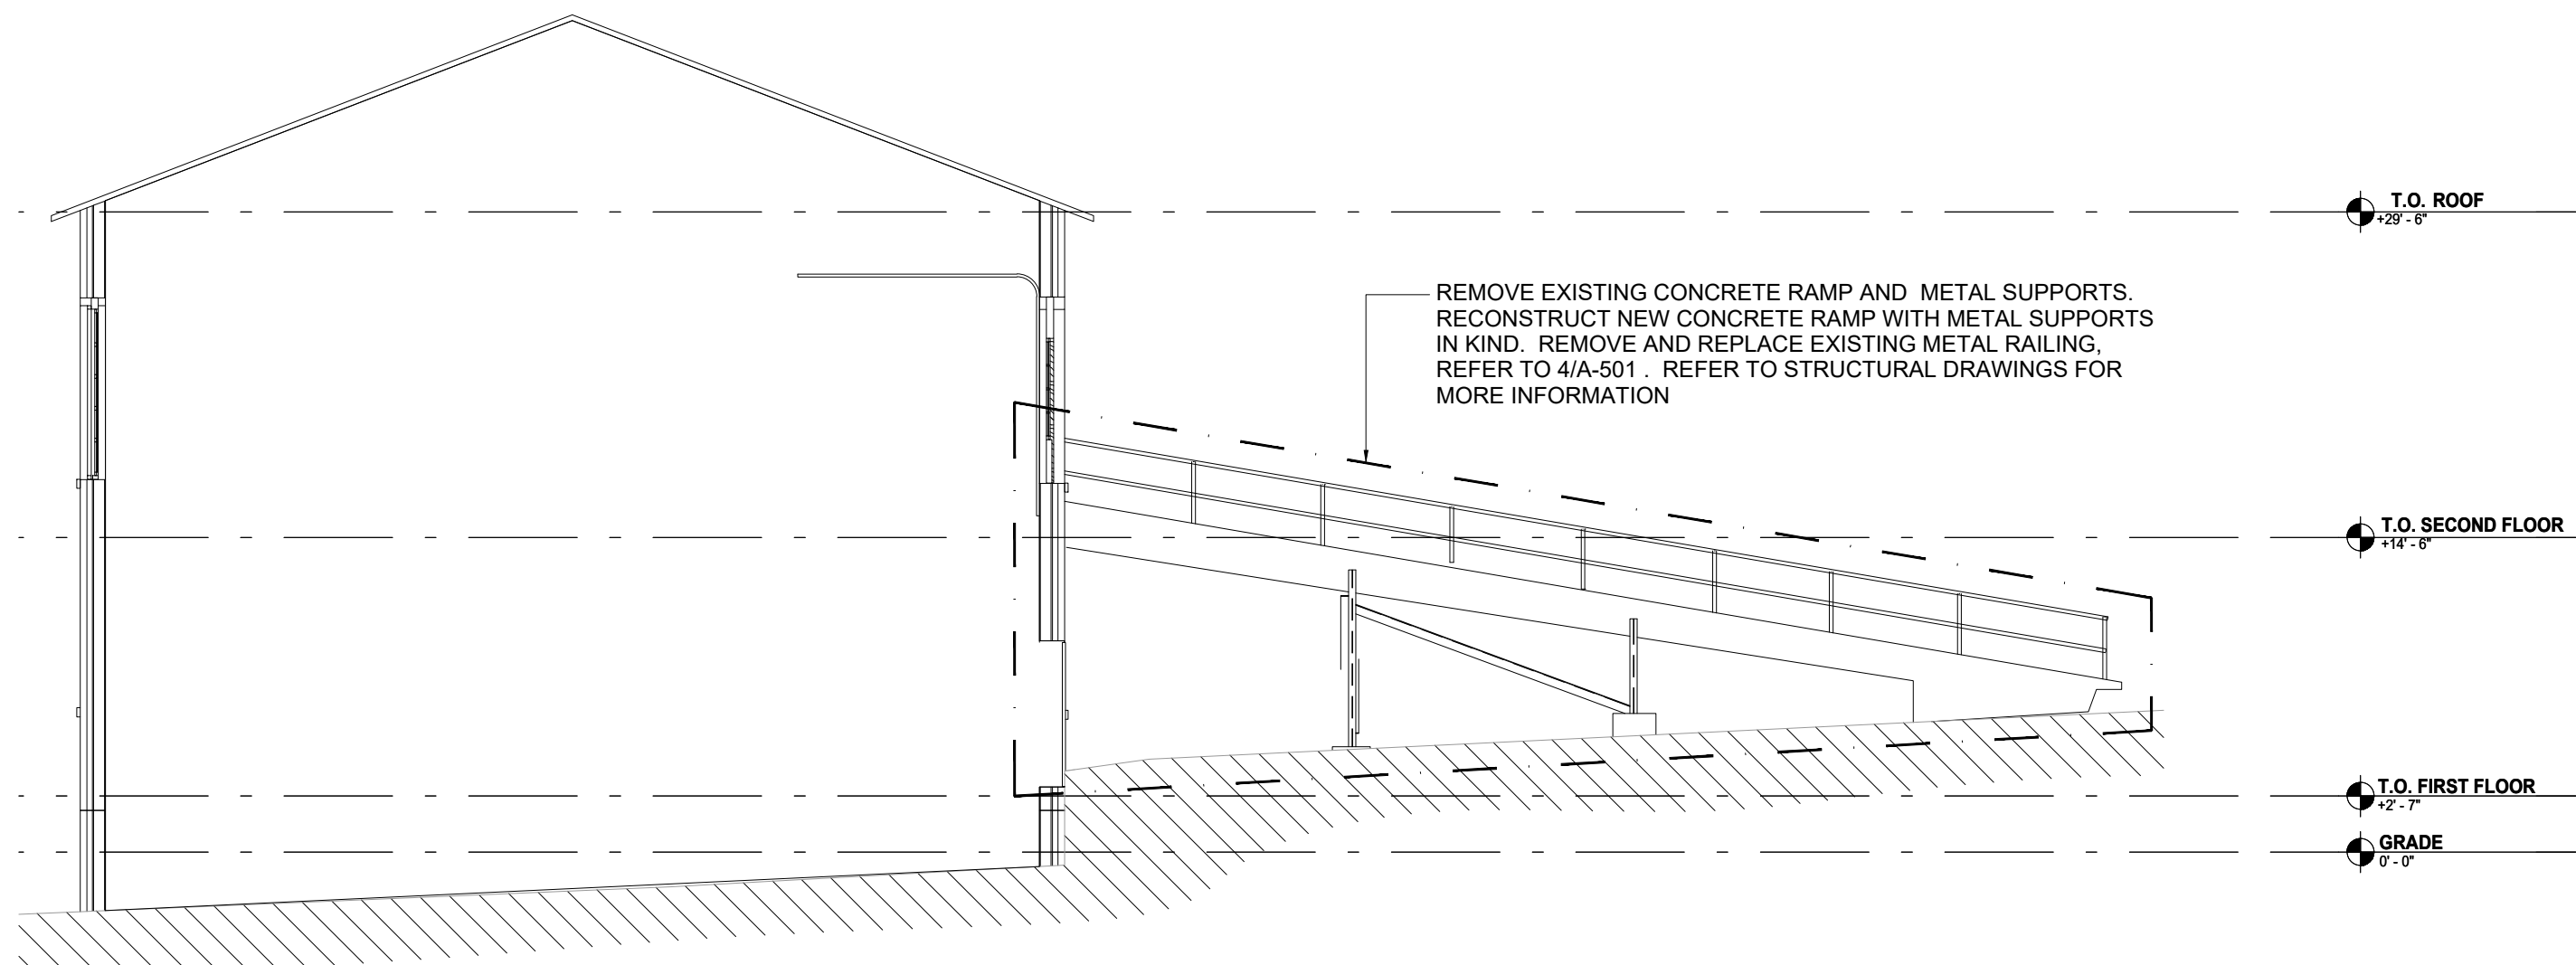 T.O. ROOF
+29' - 6"
REMOVE EXISTING CONCRETE RAMP AND  METAL SUPPORTS.
RECONSTRUCT NEW CONCRETE RAMP WITH METAL SUPPORTS
IN KIND.  REMOVE AND REPLACE EXISTING METAL RAILING,
REFER TO 4/A-501 .  REFER TO STRUCTURAL DRAWINGS FOR
MORE INFORMATION
T.O. SECOND FLOOR
+14' - 6"
T.O. FIRST FLOOR
+2' - 7"
GRADE
0' - 0"